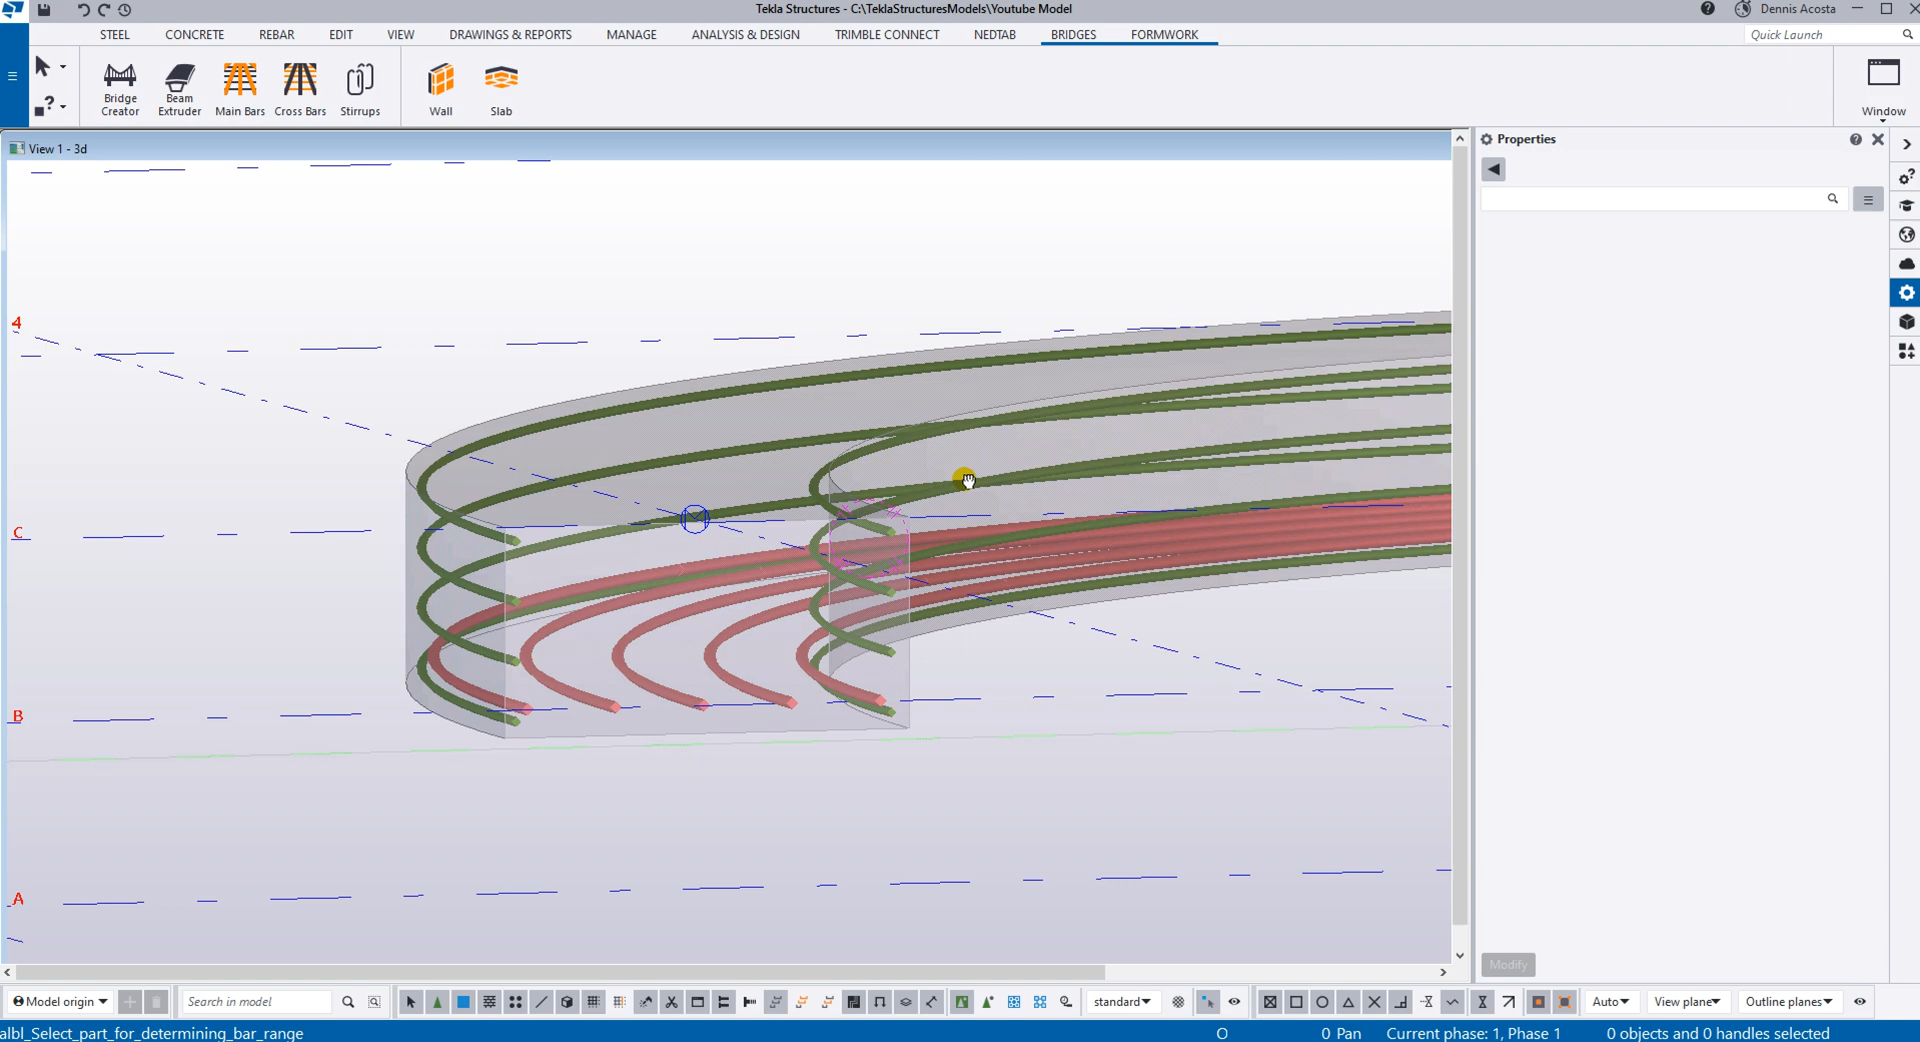 Tekla Structures - C:\TeklaStructuresModels\Youtube Model
Dennis Acosta
STEEL CONCRETE REBAR EDIT VIEW DRAWINGS & REPORTS MANAGE ANALYSIS & DESIGN TRIMBLE CONNECT NEDTAB BRIDGES FORMWORK
Quick Launch
Bridge Creator
Beam Extruder
Main Bars
Cross Bars
Stirrups
Wall
Slab
Window
View 1 - 3d
Properties
4
C
B
A
Modify
Model origin
Search in model
standard
Auto
View plane
Outline planes
albl_Select_part_for_determining_bar_range
O
0 Pan
Current phase: 1, Phase 1
0 objects and 0 handles selected